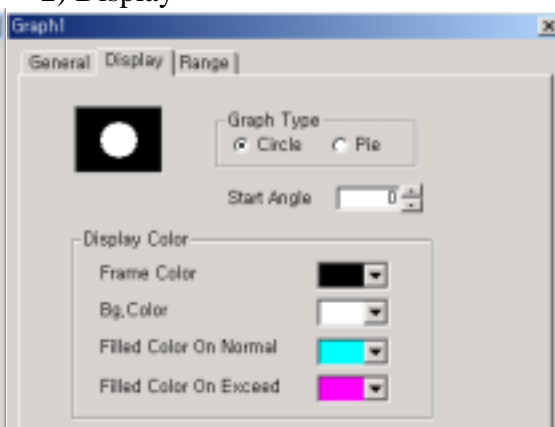 2) Display
Graph1
General Display Range
Graph Type
Circle Pie
Start Angle 0
Display Color
Frame Color
Bg.Color
Filled Color On Normal
Filled Color On Exceed